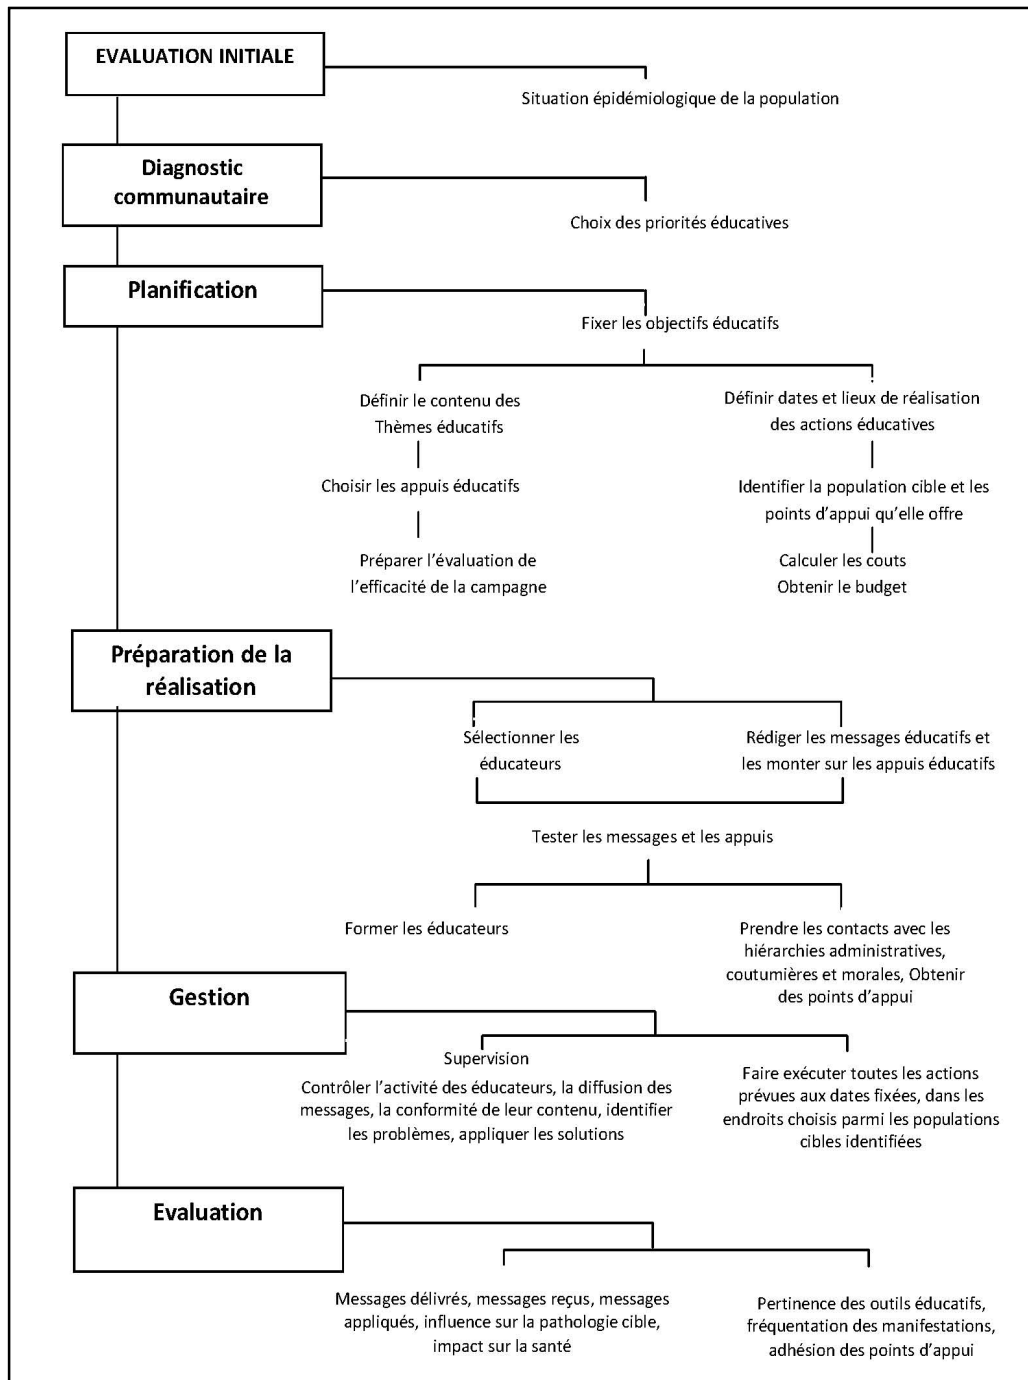 EVALUATION INITIALE
Situation épidémiologique de la population
Diagnostic
communautaire
Choix des priorités éducatives
Planification
Fixer les objectifs éducatifs
Définir le contenu des
Thèmes éducatifs
Définir dates et lieux de réalisation
des actions éducatives
Choisir les appuis éducatifs
Identifier la population cible et les
points d'appui qu'elle offre
Préparer l'évaluation de
l'efficacité de la campagne
Calculer les couts
Obtenir le budget
Préparation de la
réalisation
Sélectionner les
éducateurs
Rédiger les messages éducatifs et
les monter sur les appuis éducatifs
Tester les messages et les appuis
Former les éducateurs
Prendre les contacts avec les
hiérarchies administratives,
coutumières et morales, Obtenir
des points d'appui
Gestion
Supervision
Contrôler l'activité des éducateurs, la diffusion des
messages, la conformité de leur contenu, identifier
les problèmes, appliquer les solutions
Faire exécuter toutes les actions
prévues aux dates fixées, dans les
endroits choisis parmi les populations
cibles identifiées
Evaluation
Messages délivrés, messages reçus, messages
appliqués, influence sur la pathologie cible,
impact sur la santé
Pertinence des outils éducatifs,
fréquentation des manifestations,
adhésion des points d'appui